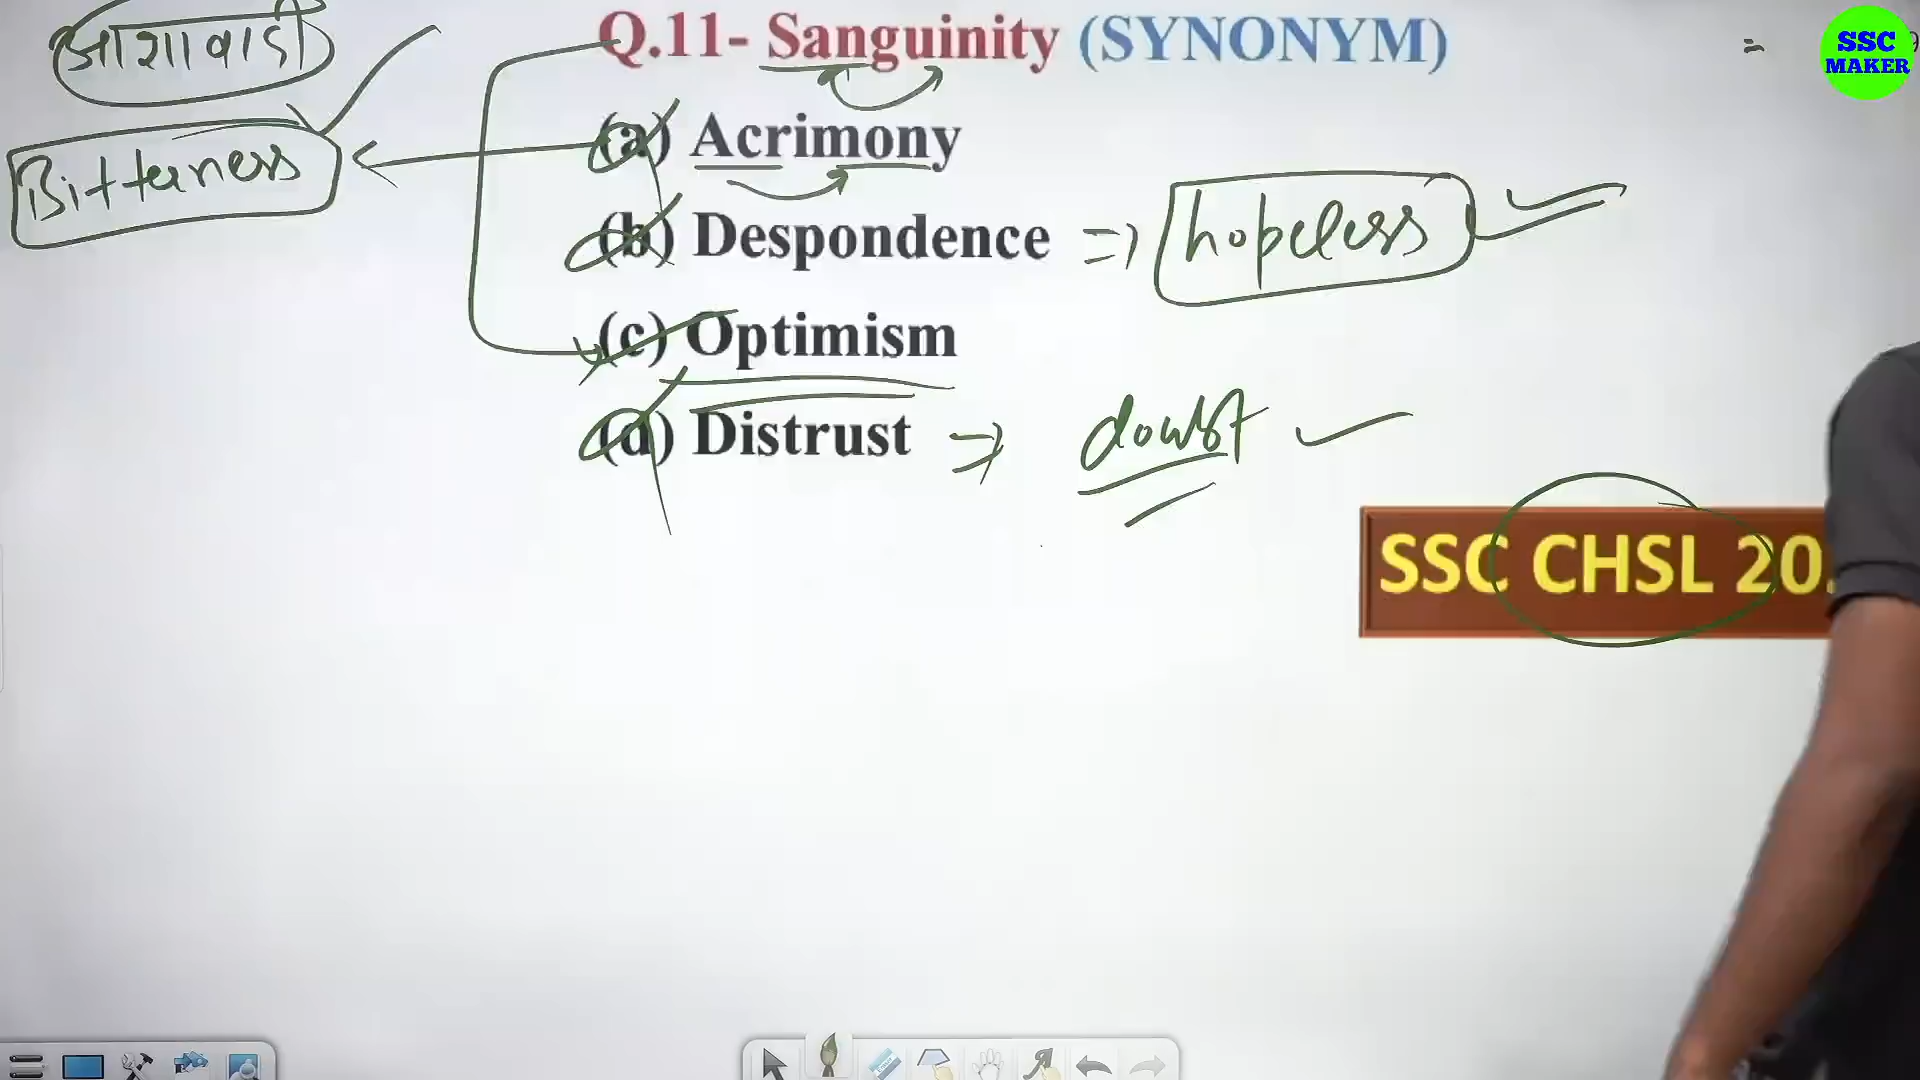 आशावादी
Q.11- Sanguinity (SYNONYM)
=
SSC
MAKER
Bitterness
(a) Acrimony
(b) Despondence => hopeless
(c) Optimism
(d) Distrust => doubt
SSC CHSL 20